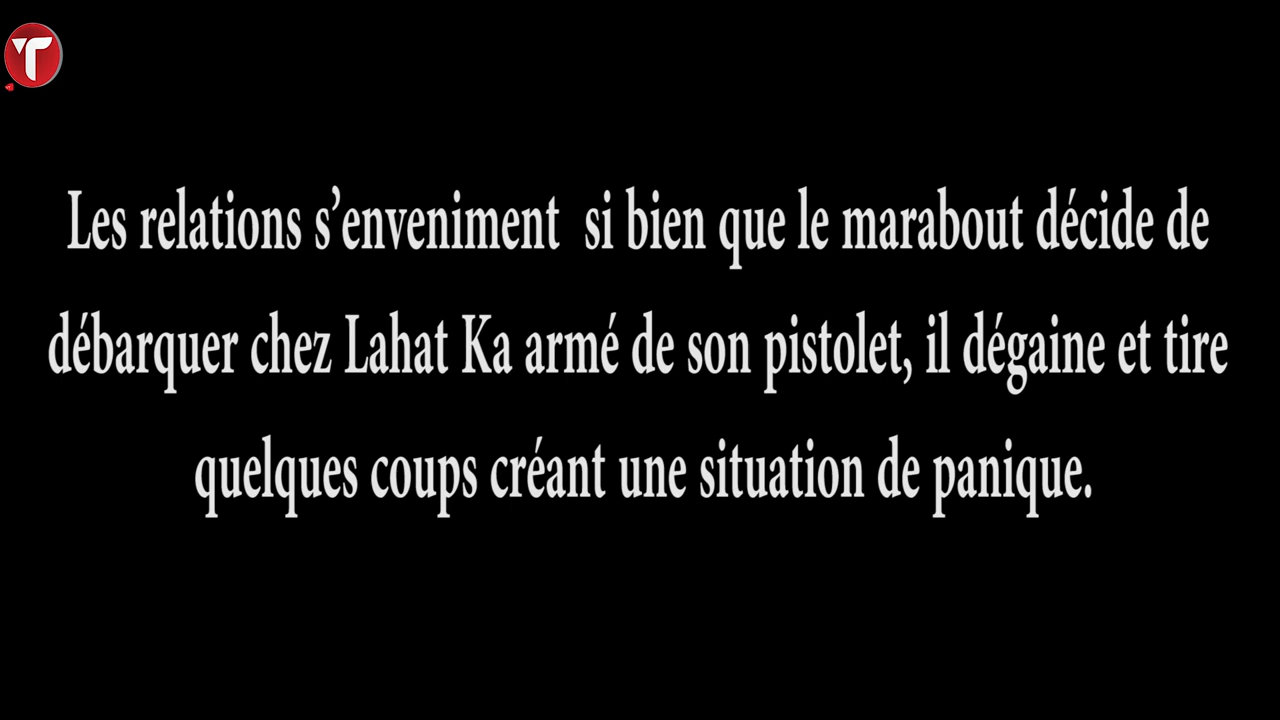 Les relations s’enveniment  si bien que le marabout décide de
débarquer chez Lahat Ka armé de son pistolet, il dégaine et tire
quelques coups créant une situation de panique.